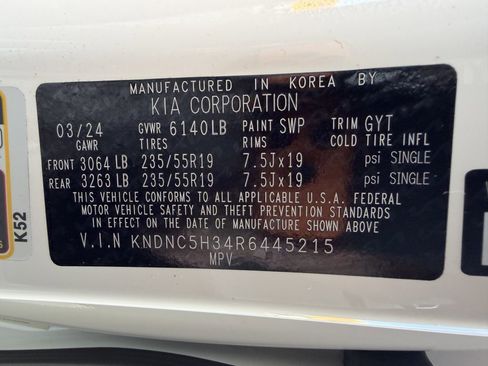 MANUFACTURED IN KOREA BY
KIA CORPORATION
03/24 GVWR 6140LB PAINT SWP TRIM GYT
GAWR TIRES RIMS COLD TIRE INFL
FRONT 3064 LB 235/55R19 7.5Jx19 psi SINGLE
REAR 3263 LB 235/55R19 7.5Jx19 psi SINGLE
THIS VEHICLE CONFORMS TO ALL APPLICABLE U.S.A. FEDERAL
MOTOR VEHICLE SAFETY AND THEFT PREVENTION STANDARDS
IN EFFECT ON THE DATE OF MANUFACTURE SHOWN ABOVE
V.I.N KNDNC5H34R6445215
MPV
K52